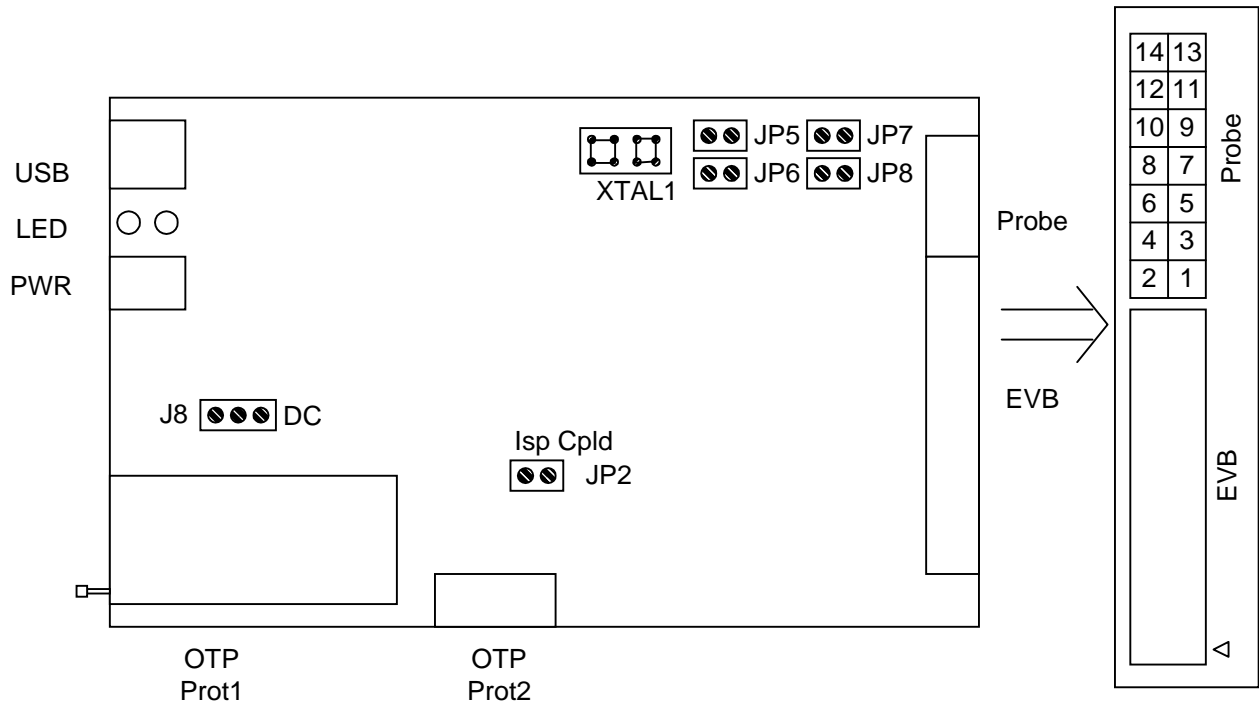 USB
LED
PWR
XTAL1
JP5
JP7
JP6
JP8
J8
DC
Isp Cpld
JP2
OTP
Prot1
OTP
Prot2
Probe
EVB
14 13
12 11
10 9
8 7
6 5
4 3
2 1
Probe
EVB